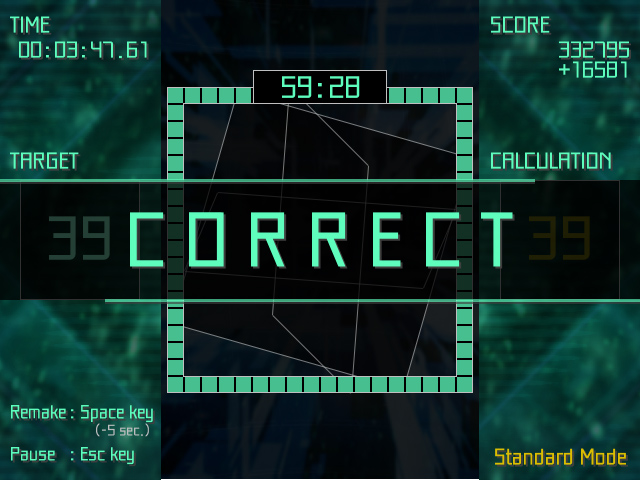 TIME
00:03:47.61
SCORE
332795
+16581
59:28
TARGET
CALCULATION
39
CORRECT
39
Remake : Space key
(-5 sec.)
Pause : Esc key
Standard Mode